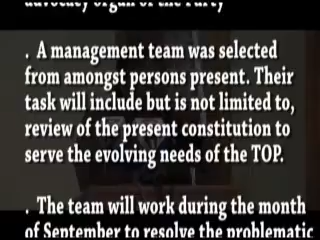 advocacy organ of the Party
. A management team was selected
from amongst persons present. Their
task will include but is not limited to,
review of the present constitution to
serve the evolving needs of the TOP.
. The team will work during the month
of September to resolve the problematic